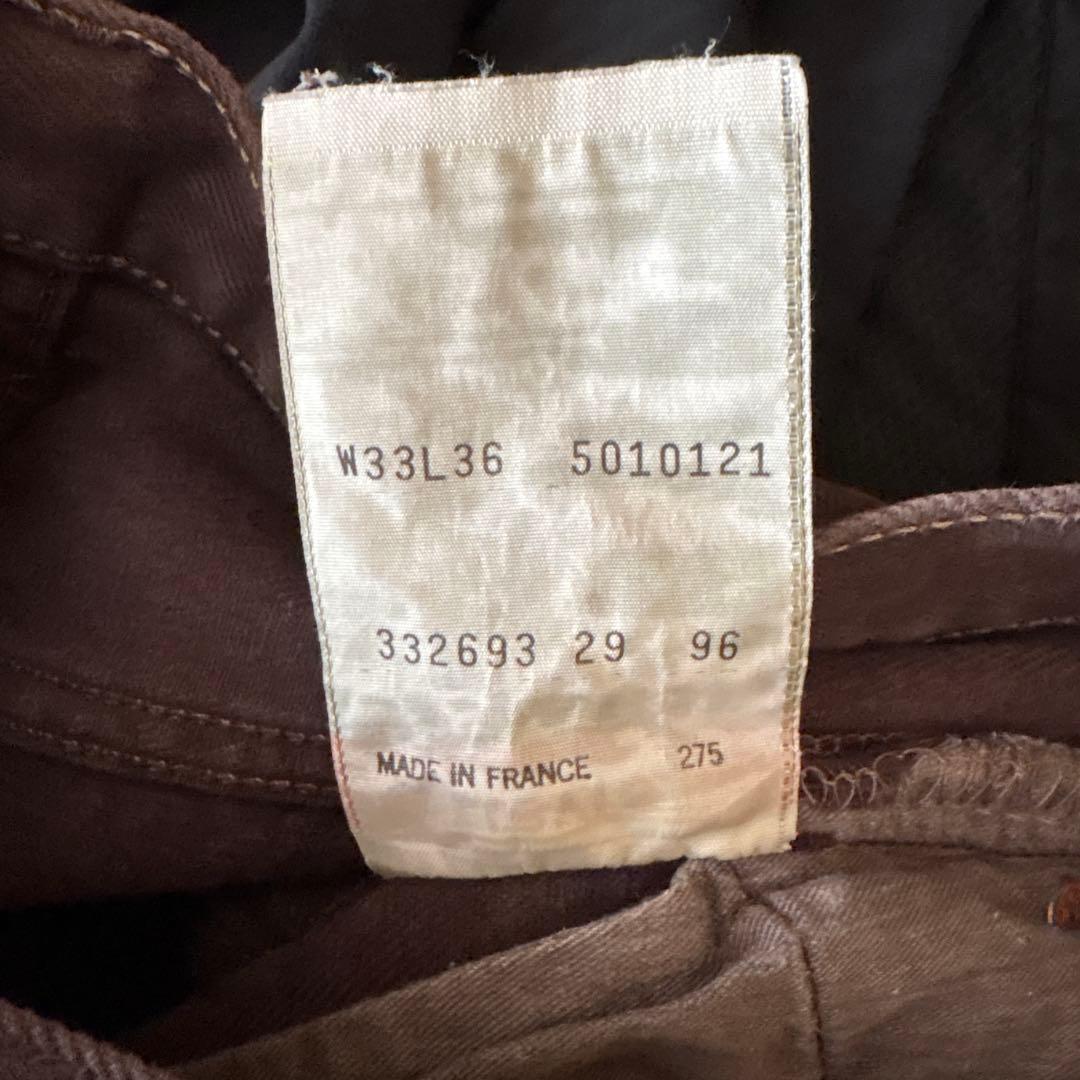 W33L36 5010121
332693 29 96
MADE IN FRANCE 275